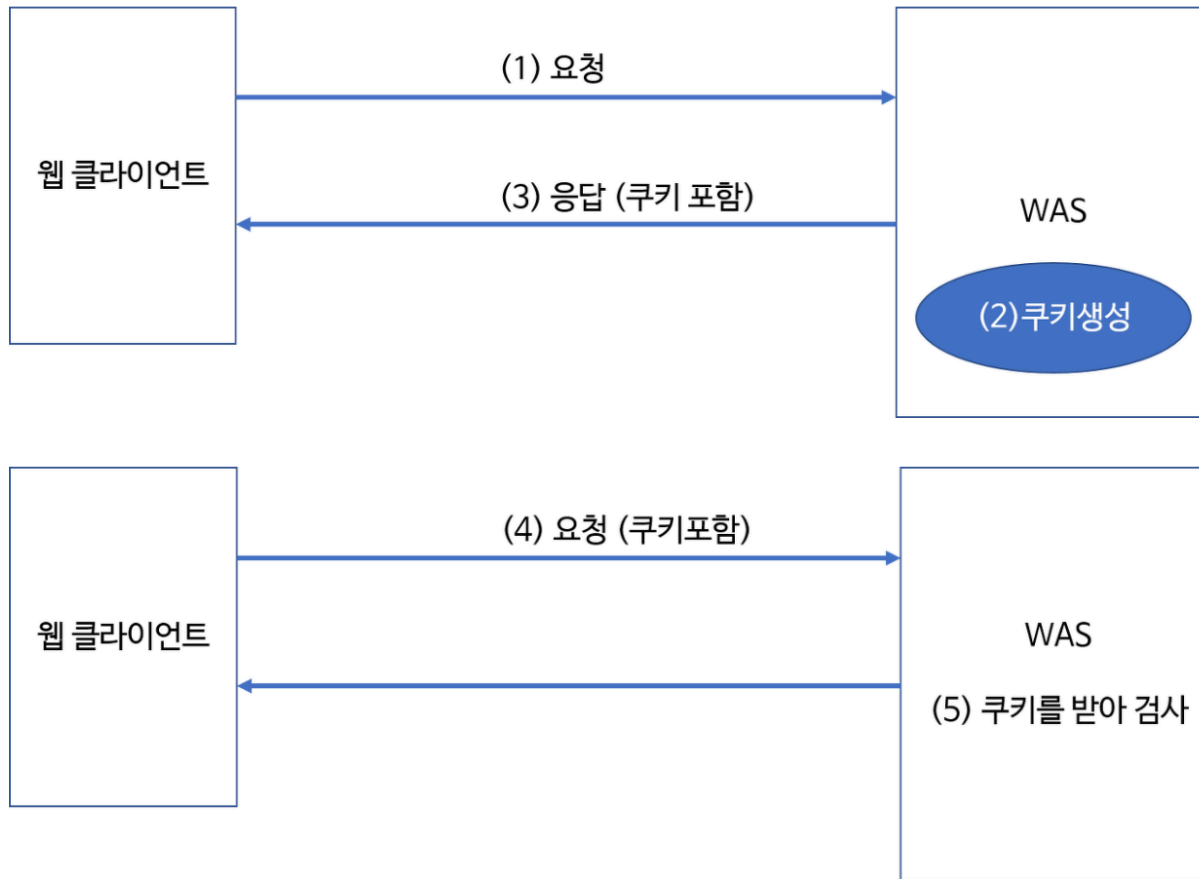 (1) 요청
웹 클라이언트
(3) 응답 (쿠키 포함)
WAS
(2)쿠키생성
(4) 요청 (쿠키포함)
웹 클라이언트
WAS
(5) 쿠키를 받아 검사